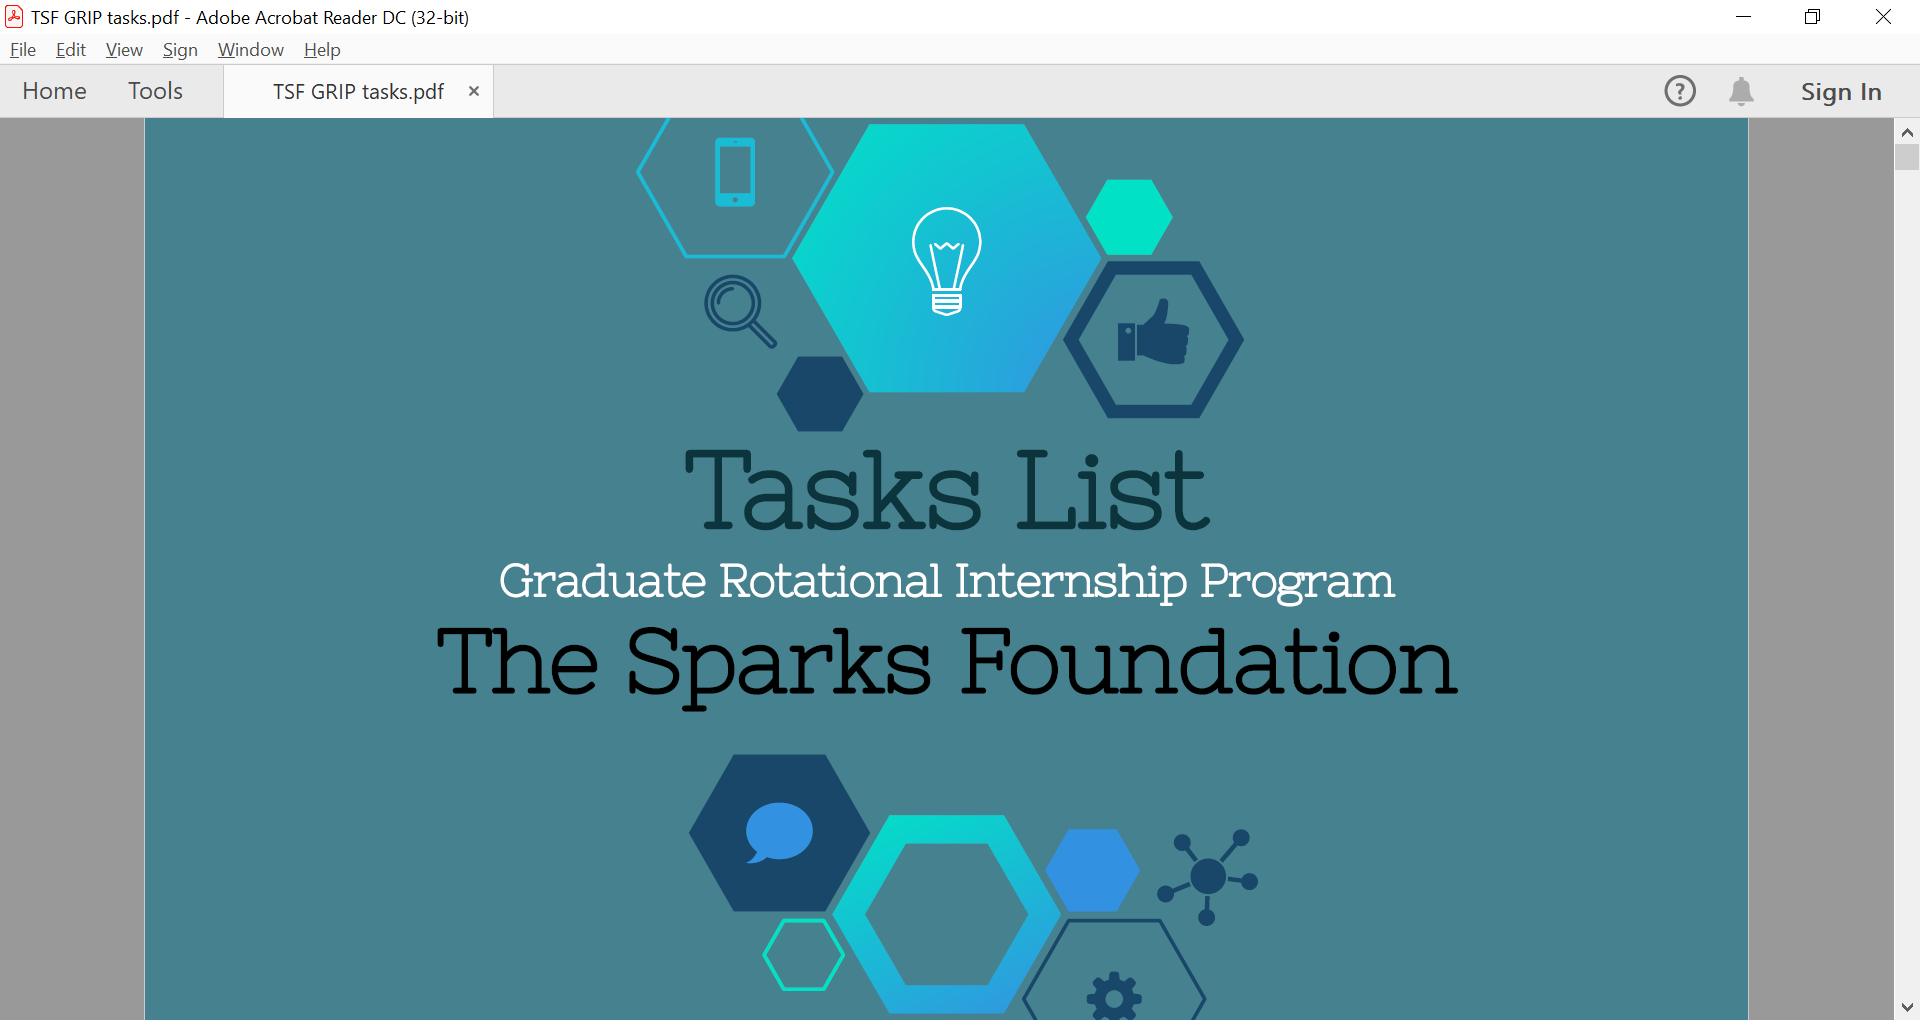 TSF GRIP tasks.pdf - Adobe Acrobat Reader DC (32-bit)
File Edit View Sign Window Help
Home Tools TSF GRIP tasks.pdf × ? Sign In
Tasks List
Graduate Rotational Internship Program
The Sparks Foundation